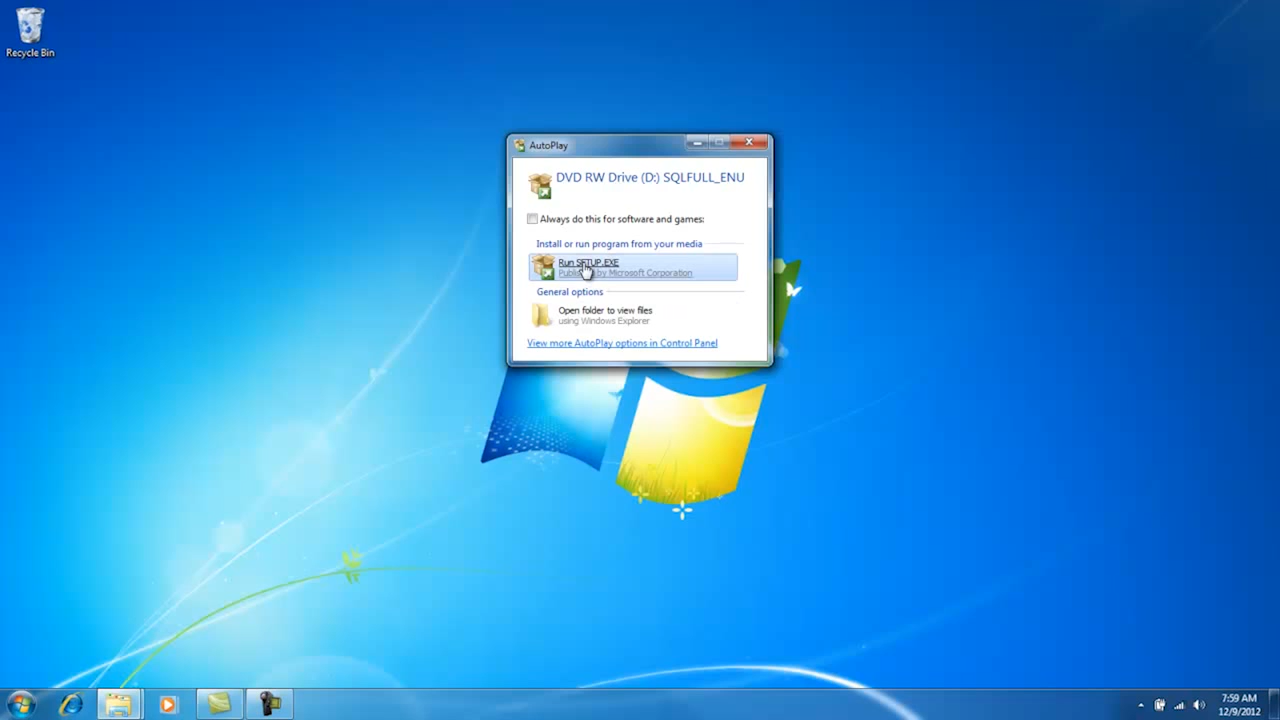 Recycle Bin
AutoPlay
DVD RW Drive (D:) SQLFULL_ENU
Always do this for software and games:
Install or run program from your media
Run SETUP.EXE
Published by Microsoft Corporation
General options
Open folder to view files
using Windows Explorer
View more AutoPlay options in Control Panel
7:59 AM
12/9/2012